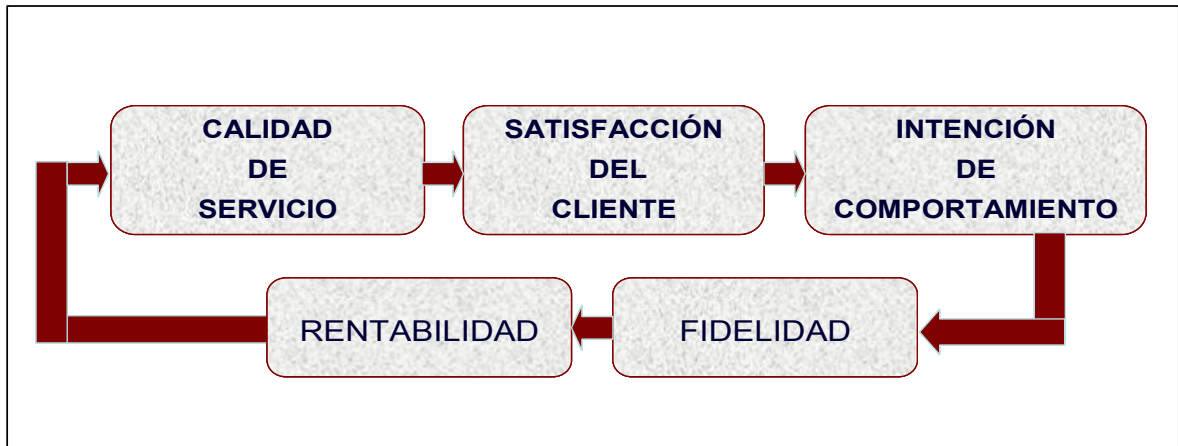 CALIDAD
DE
SERVICIO
SATISFACCIÓN
DEL
CLIENTE
INTENCIÓN
DE
COMPORTAMIENTO
FIDELIDAD
RENTABILIDAD